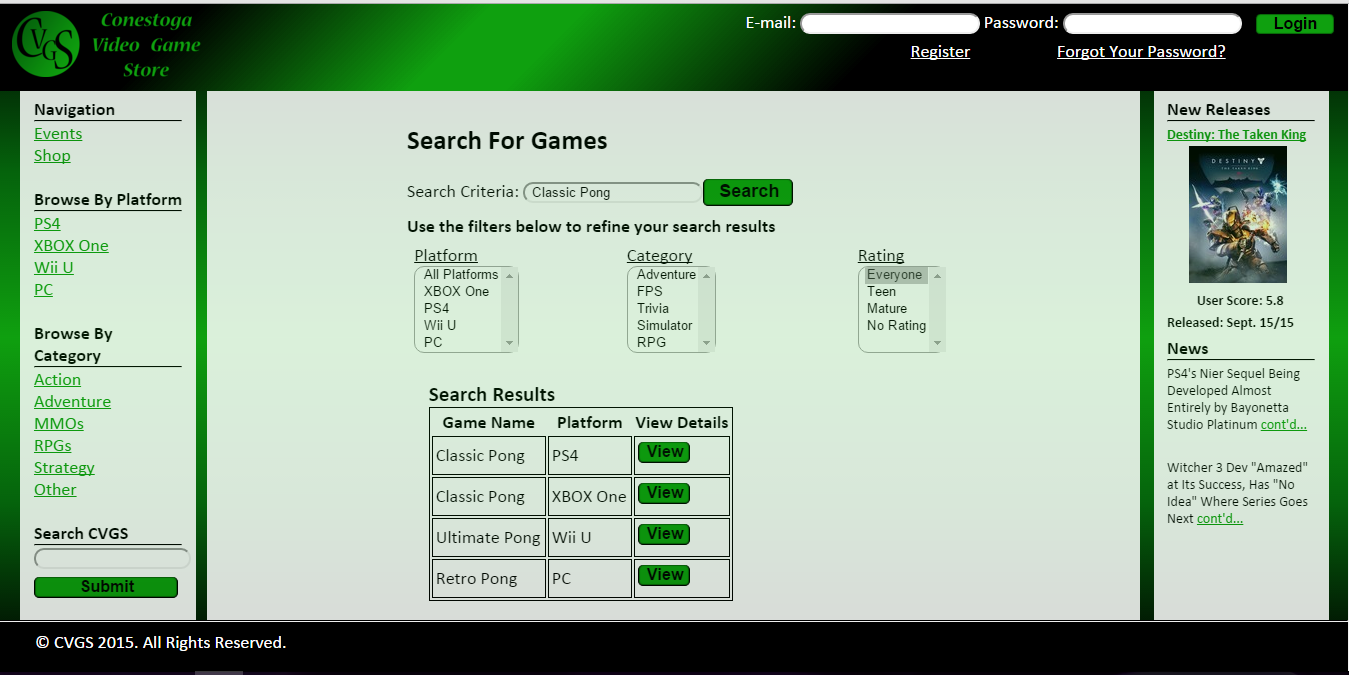 CVGS
Conestoga
Video Game
Store
E-mail: Password: Login
Register Forgot Your Password?
Navigation
Events
Shop
Browse By Platform
PS4
XBOX One
Wii U
PC
Browse By
Category
Action
Adventure
MMOs
RPGs
Strategy
Other
Search CVGS
Submit
Search For Games
Search Criteria: Classic Pong Search
Use the filters below to refine your search results
Platform
All Platforms
XBOX One
PS4
Wii U
PC
Category
Adventure
FPS
Trivia
Simulator
RPG
Rating
Everyone
Teen
Mature
No Rating
Search Results
Game Name Platform View Details
Classic Pong PS4 View
Classic Pong XBOX One View
Ultimate Pong Wii U View
Retro Pong PC View
New Releases
Destiny: The Taken King
DESTINY
THE TAKEN KING
User Score: 5.8
Released: Sept. 15/15
News
PS4's Nier Sequel Being
Developed Almost
Entirely by Bayonetta
Studio Platinum cont'd...
Witcher 3 Dev "Amazed"
at Its Success, Has "No
Idea" Where Series Goes
Next cont'd...
© CVGS 2015. All Rights Reserved.